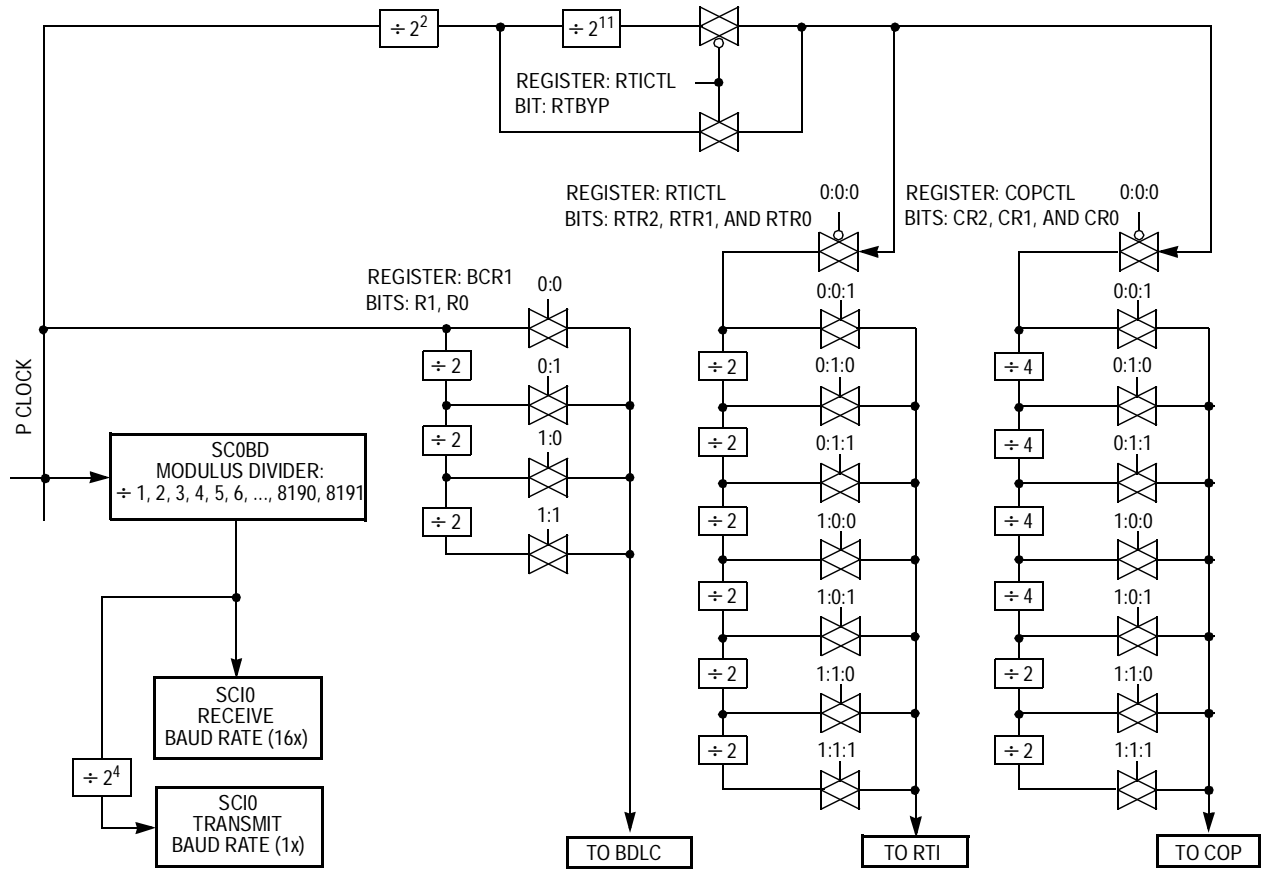 ÷ 2²
÷ 2¹¹
REGISTER: RTICTL
BIT: RTBYP
REGISTER: RTICTL
BITS: RTR2, RTR1, AND RTR0
0:0:0
REGISTER: COPCTL
BITS: CR2, CR1, AND CR0
0:0:0
REGISTER: BCR1
BITS: R1, R0
0:0
0:0:1
0:0:1
P CLOCK
÷ 2
÷ 2
÷ 4
0:1
0:1:0
0:1:0
÷ 2
÷ 2
÷ 4
1:0
0:1:1
0:1:1
SC0BD
MODULUS DIVIDER:
÷ 1, 2, 3, 4, 5, 6, ..., 8190, 8191
÷ 2
÷ 2
÷ 4
1:1
1:0:0
1:0:0
÷ 2
÷ 4
1:0:1
1:0:1
÷ 2
÷ 2
1:1:0
1:1:0
SCI0
RECEIVE
BAUD RATE (16x)
÷ 2
÷ 2
1:1:1
1:1:1
÷ 2⁴
SCI0
TRANSMIT
BAUD RATE (1x)
TO BDLC
TO RTI
TO COP